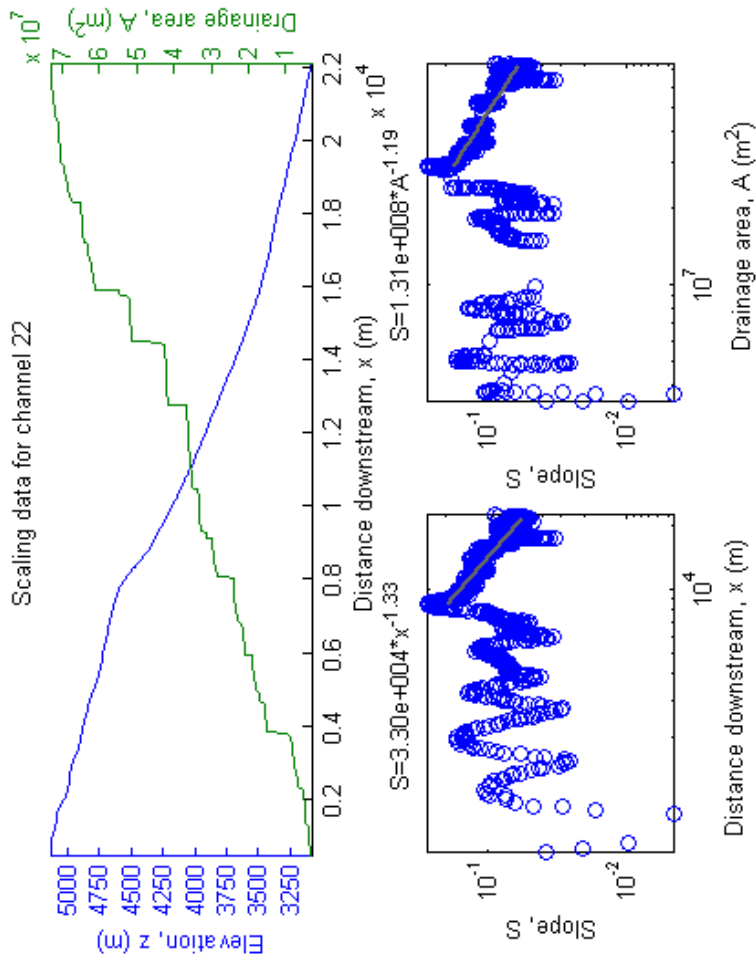 Scaling data for channel 22
Elevation, z (m)
5000
4750
4500
4250
4000
3750
3500
3250
Drainage area, A (m²)
x 10⁷
7
6
5
4
3
2
1
0.2
0.4
0.6
0.8
1
1.2
1.4
1.6
1.8
2
2.2
x 10⁴
Distance downstream, x (m)
S=3.30e+004*x^-1.33
Slope, S
10⁻¹
10⁻²
10⁴
Distance downstream, x (m)
S=1.31e+008*A^-1.19
Slope, S
10⁻¹
10⁻²
10⁷
Drainage area, A (m²)